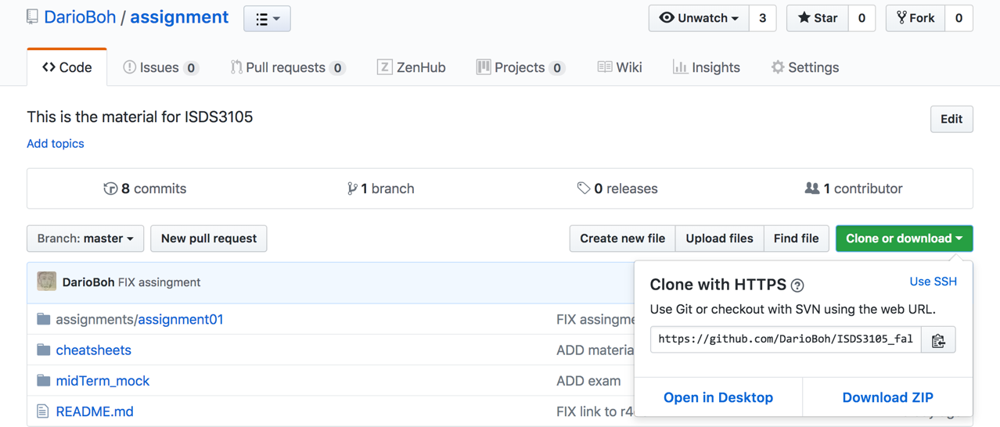 DarioBoh / assignment Unwatch 3 Star 0 Fork 0
Code Issues 0 Pull requests 0 ZenHub Projects 0 Wiki Insights Settings
This is the material for ISDS3105 Edit
Add topics
8 commits 1 branch 0 releases 1 contributor
Branch: master New pull request Create new file Upload files Find file Clone or download
DarioBoh FIX assingment
Clone with HTTPS ? Use SSH
Use Git or checkout with SVN using the web URL.
https://github.com/DarioBoh/ISDS3105_fal
Open in Desktop Download ZIP
assignments/assignment01 FIX assingme
cheatsheets ADD materia
midTerm_mock ADD exam
README.md FIX link to r4